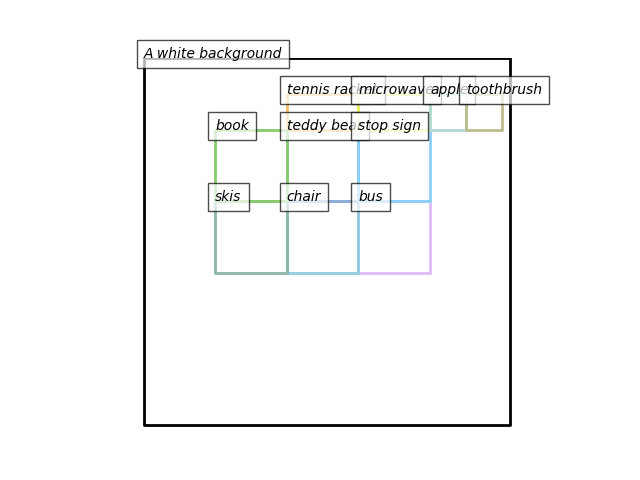 A white background
tennis racket microwave apple toothbrush
book teddy bear stop sign
skis chair bus